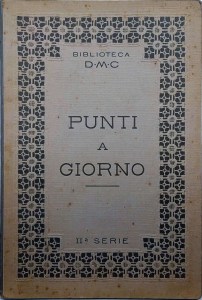 BIBLIOTECA
D·M·C
PUNTI
A
GIORNO
IIª SERIE